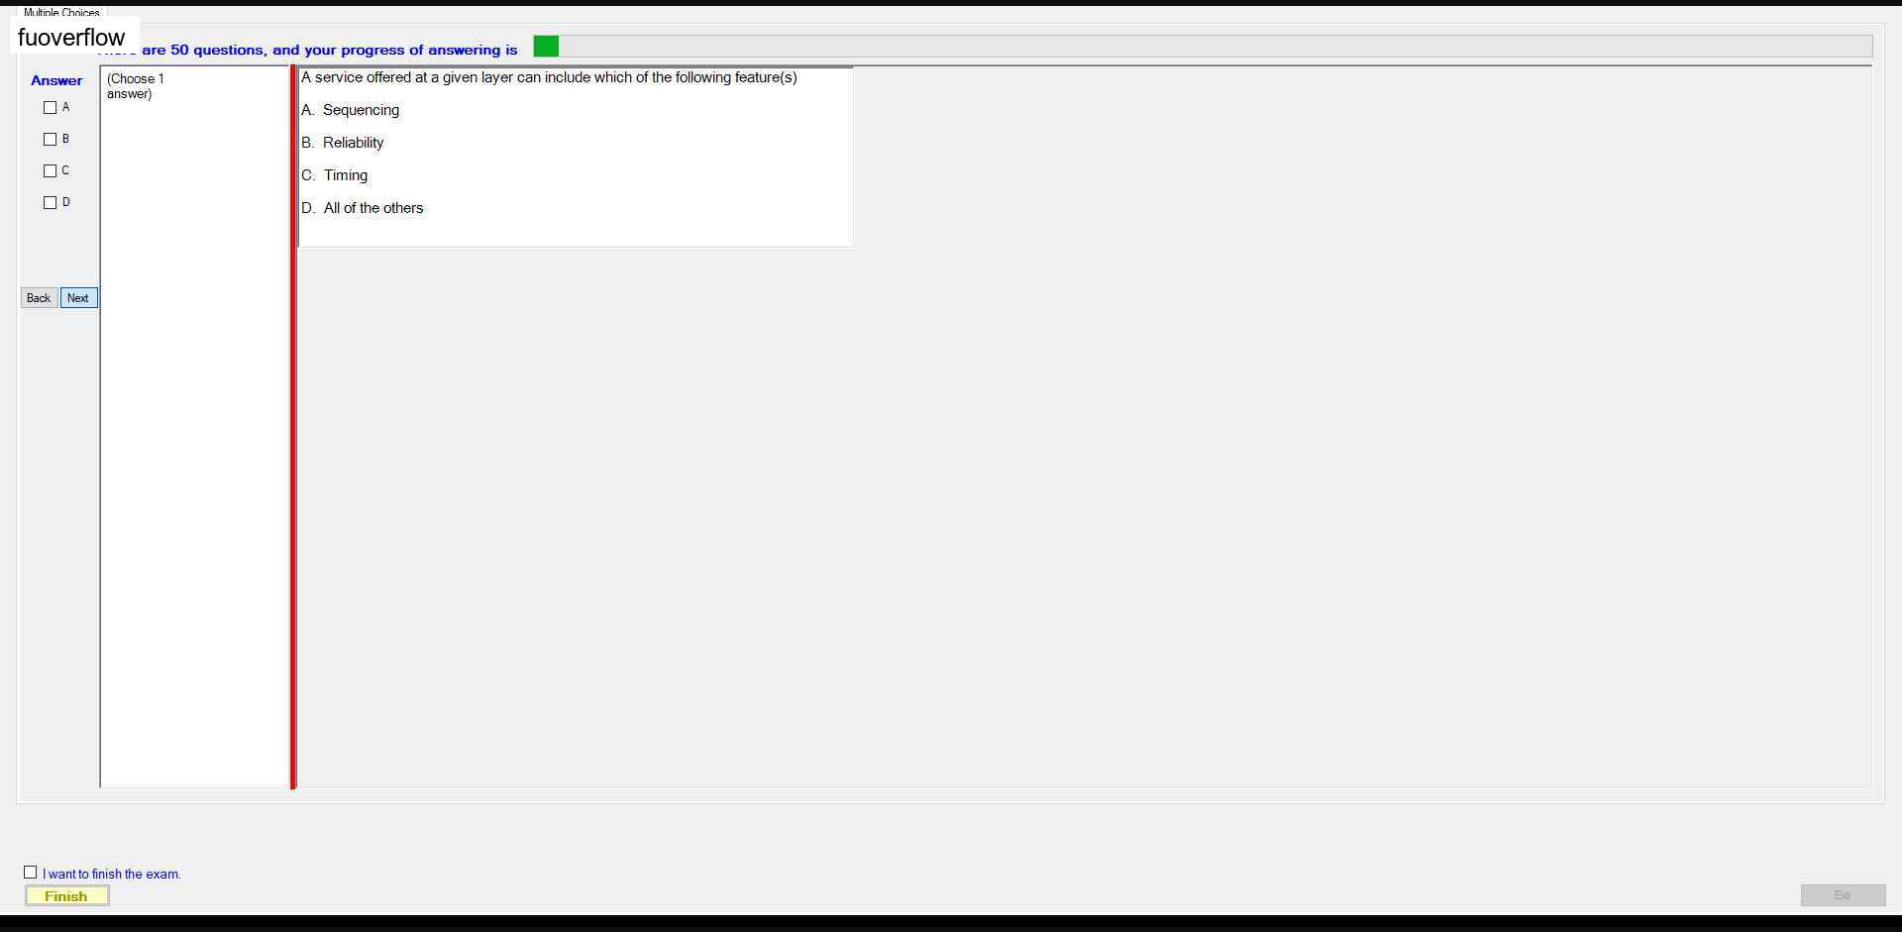 Multiple Choices
fuoverflow
are 50 questions, and your progress of answering is
Answer
(Choose 1
answer)
A
B
C
D
A service offered at a given layer can include which of the following feature(s)
A. Sequencing
B. Reliability
C. Timing
D. All of the others
Back Next
I want to finish the exam.
Finish
Exit